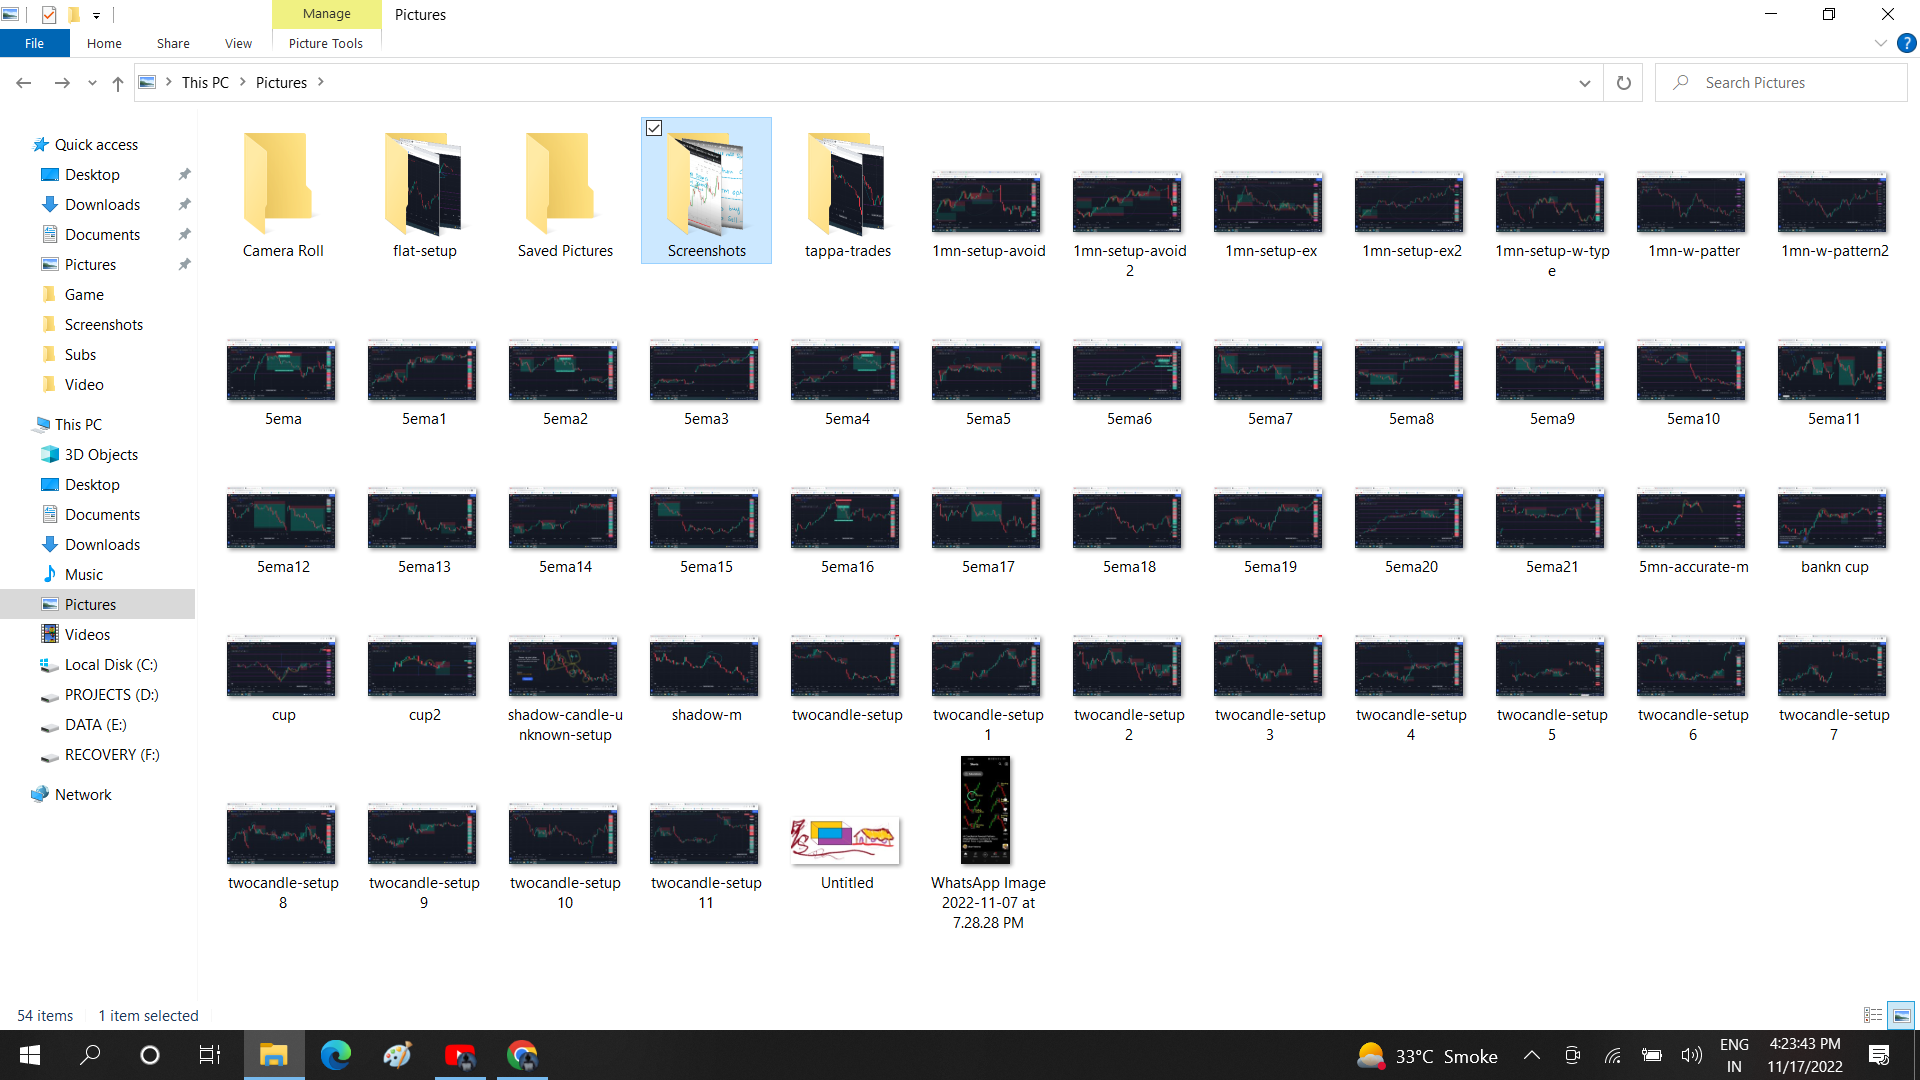 Manage
Pictures
File
Home
Share
View
Picture Tools
This PC
Pictures
Search Pictures
Quick access
Desktop
Downloads
Documents
Pictures
Game
Screenshots
Subs
Video
This PC
3D Objects
Desktop
Documents
Downloads
Music
Pictures
Videos
Local Disk (C:)
PROJECTS (D:)
DATA (E:)
RECOVERY (F:)
Network
Camera Roll
flat-setup
Saved Pictures
Screenshots
tappa-trades
1mn-setup-avoid
1mn-setup-avoid
2
1mn-setup-ex
1mn-setup-ex2
1mn-setup-w-typ
e
1mn-w-patter
1mn-w-pattern2
5ema
5ema1
5ema2
5ema3
5ema4
5ema5
5ema6
5ema7
5ema8
5ema9
5ema10
5ema11
5ema12
5ema13
5ema14
5ema15
5ema16
5ema17
5ema18
5ema19
5ema20
5ema21
5mn-accurate-m
bankn cup
cup
cup2
shadow-candle-u
nknown-setup
shadow-m
twocandle-setup
twocandle-setup
1
twocandle-setup
2
twocandle-setup
3
twocandle-setup
4
twocandle-setup
5
twocandle-setup
6
twocandle-setup
7
twocandle-setup
8
twocandle-setup
9
twocandle-setup
10
twocandle-setup
11
Untitled
WhatsApp Image
2022-11-07 at
7.28.28 PM
54 items
1 item selected
33°C Smoke
ENG
IN
4:23:43 PM
11/17/2022